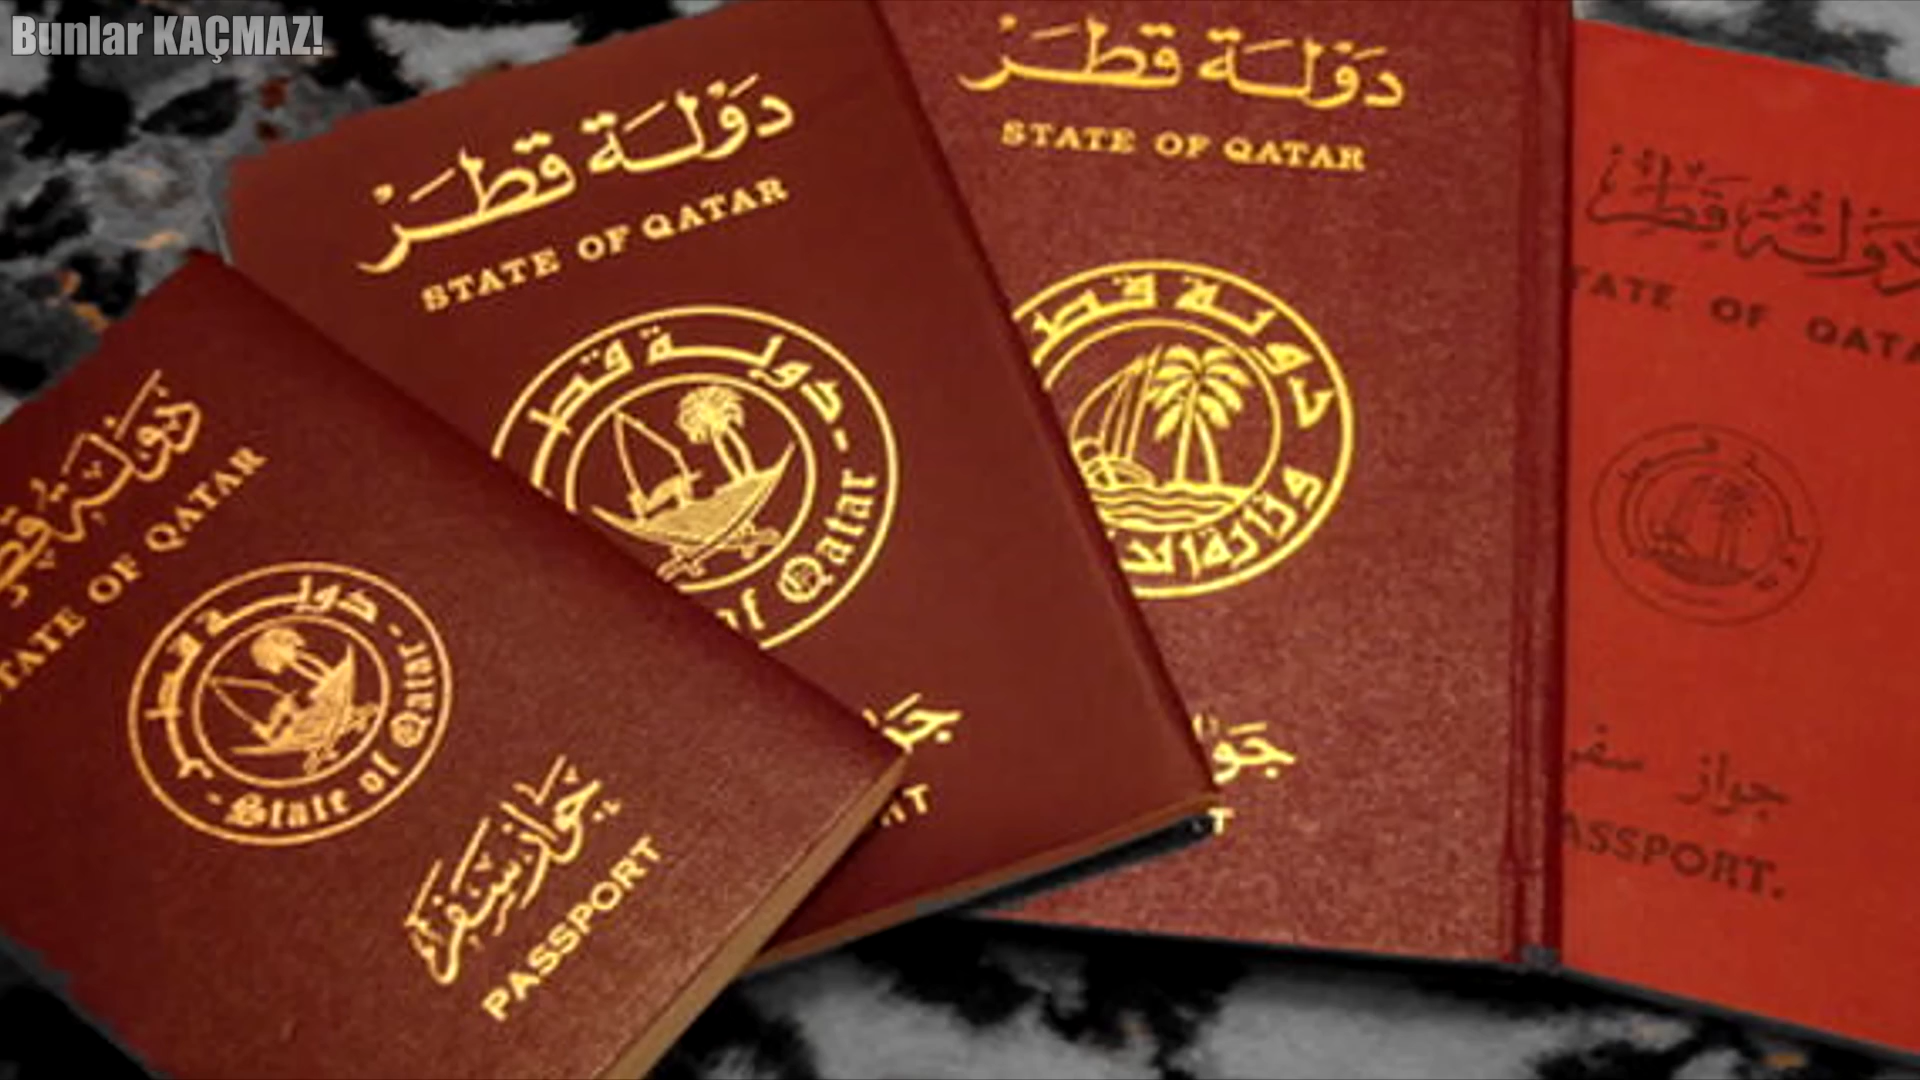 Bunlar KAÇMAZ!
دولة قطر
STATE OF QATAR
دولة قطر
State of Qatar
جواز سفر
PASSPORT
دولة قطر
STATE OF QATAR
دولة قطر
of Qatar
دولة قطر
STATE OF QATAR
دولة قطر
دولة قطر
STATE OF QATAR
جواز سفر
PASSPORT.